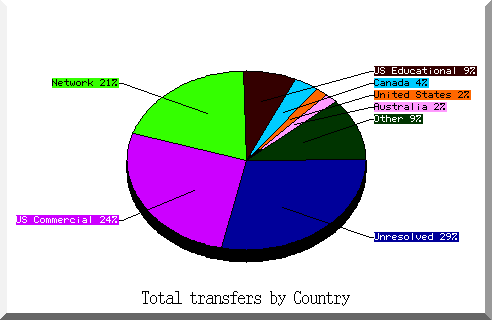 US Educational 9%
Network 21%
Canada 4%
United States 2%
Australia 2%
Other 9%
US Commercial 24%
Unresolved 29%
Total transfers by Country